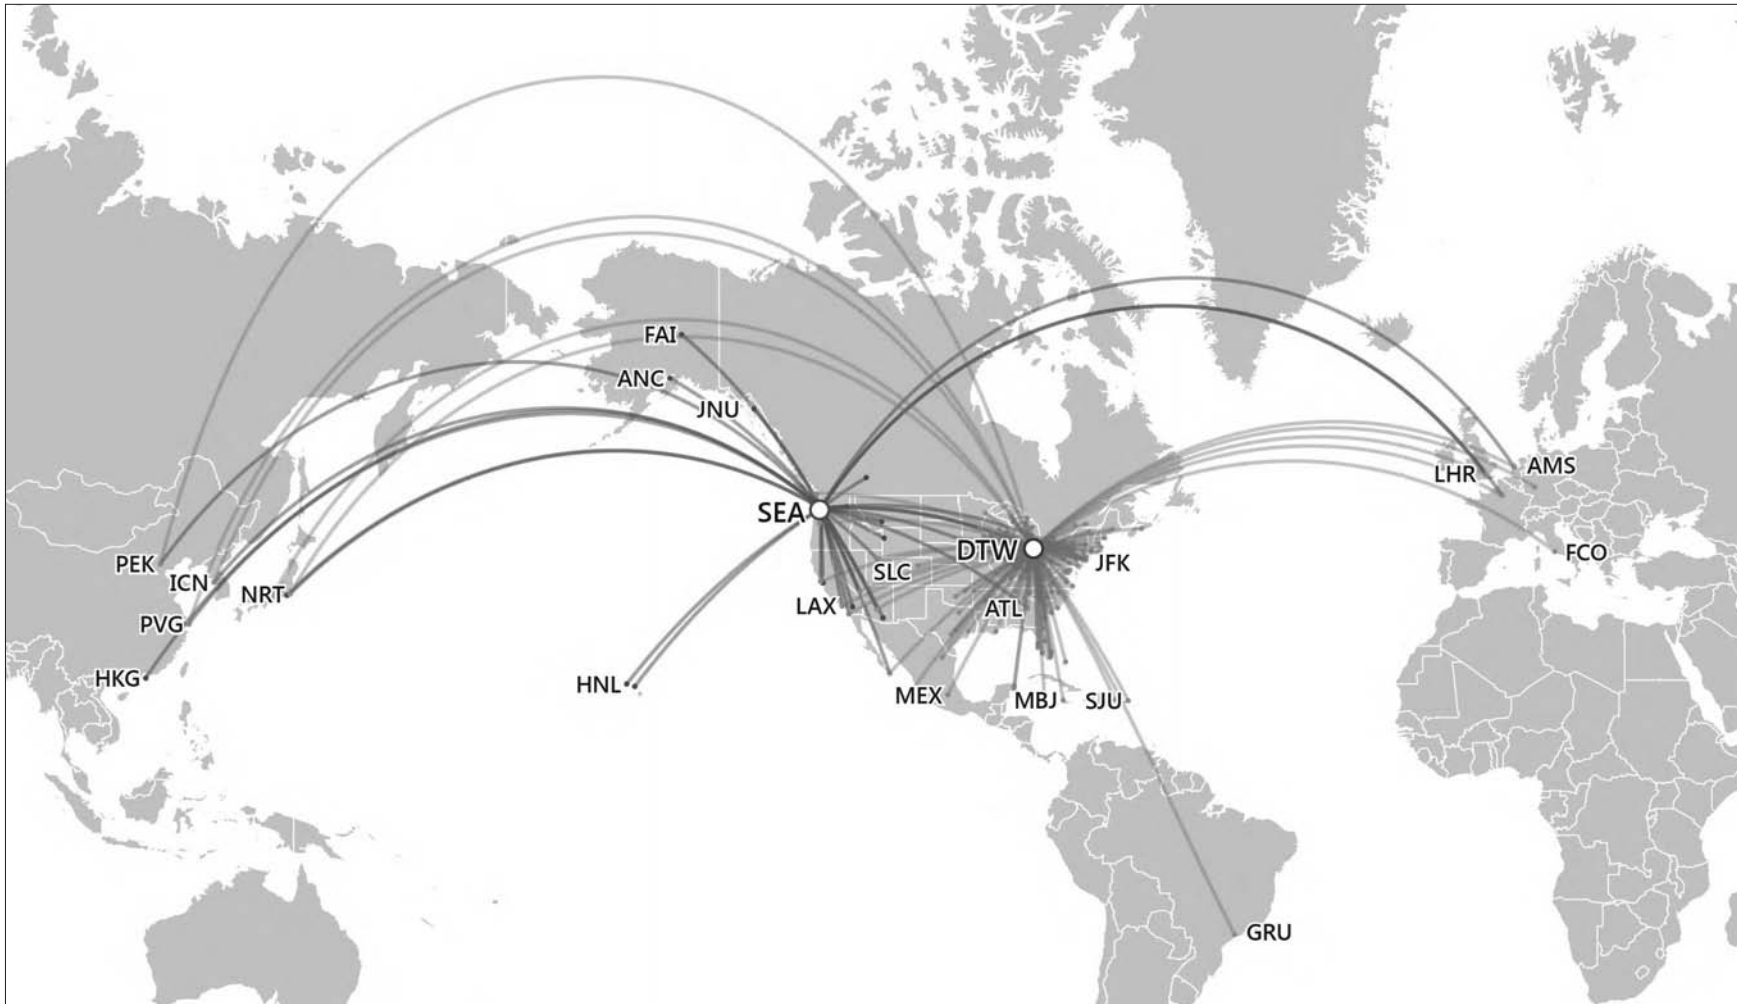 FAI
ANC
JNU
LHR
AMS
SEA
DTW
FCO
PEK
ICN
NRT
SLC
JFK
LAX
ATL
PVG
HKG
HNL
MEX
MBJ
SJU
GRU